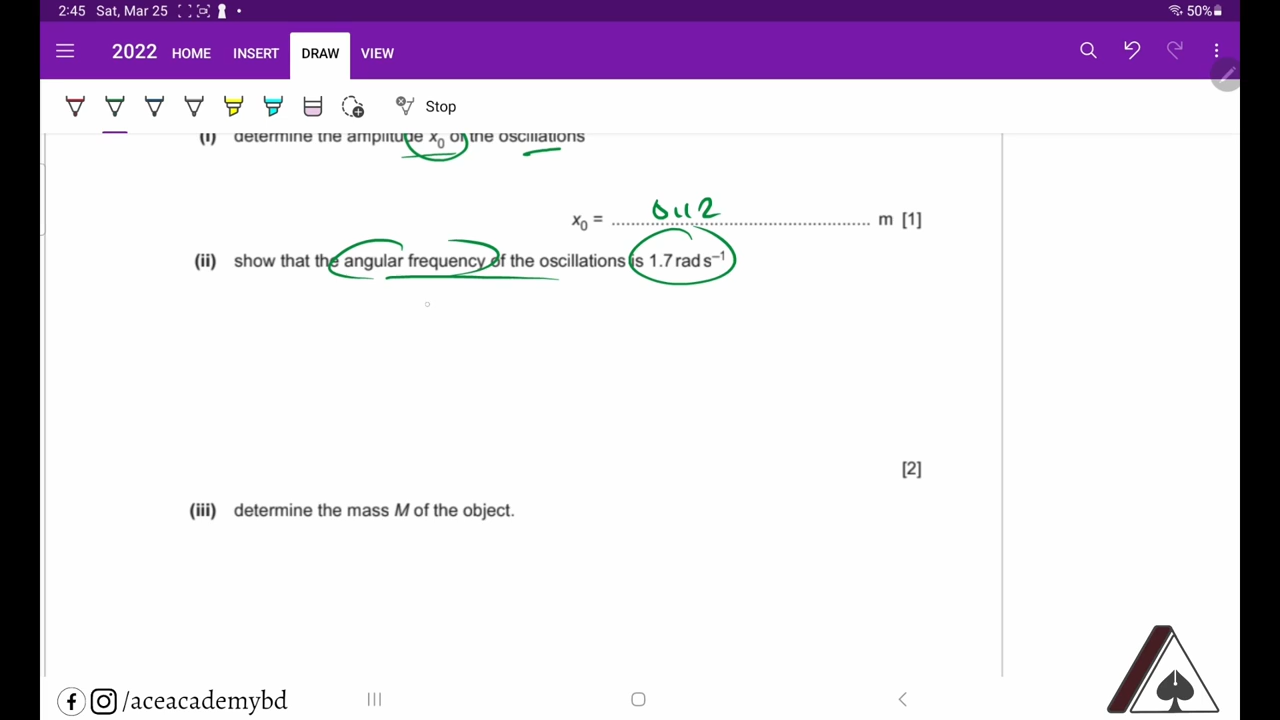 2:45 Sat, Mar 25 50%
2022 HOME INSERT DRAW VIEW
Stop
(i) determine the amplitude x₀ of the oscillations
0.12
x₀ = ................................................ m [1]
(ii) show that the angular frequency of the oscillations is 1.7 rad s⁻¹
[2]
(iii) determine the mass M of the object.
/aceacademybd